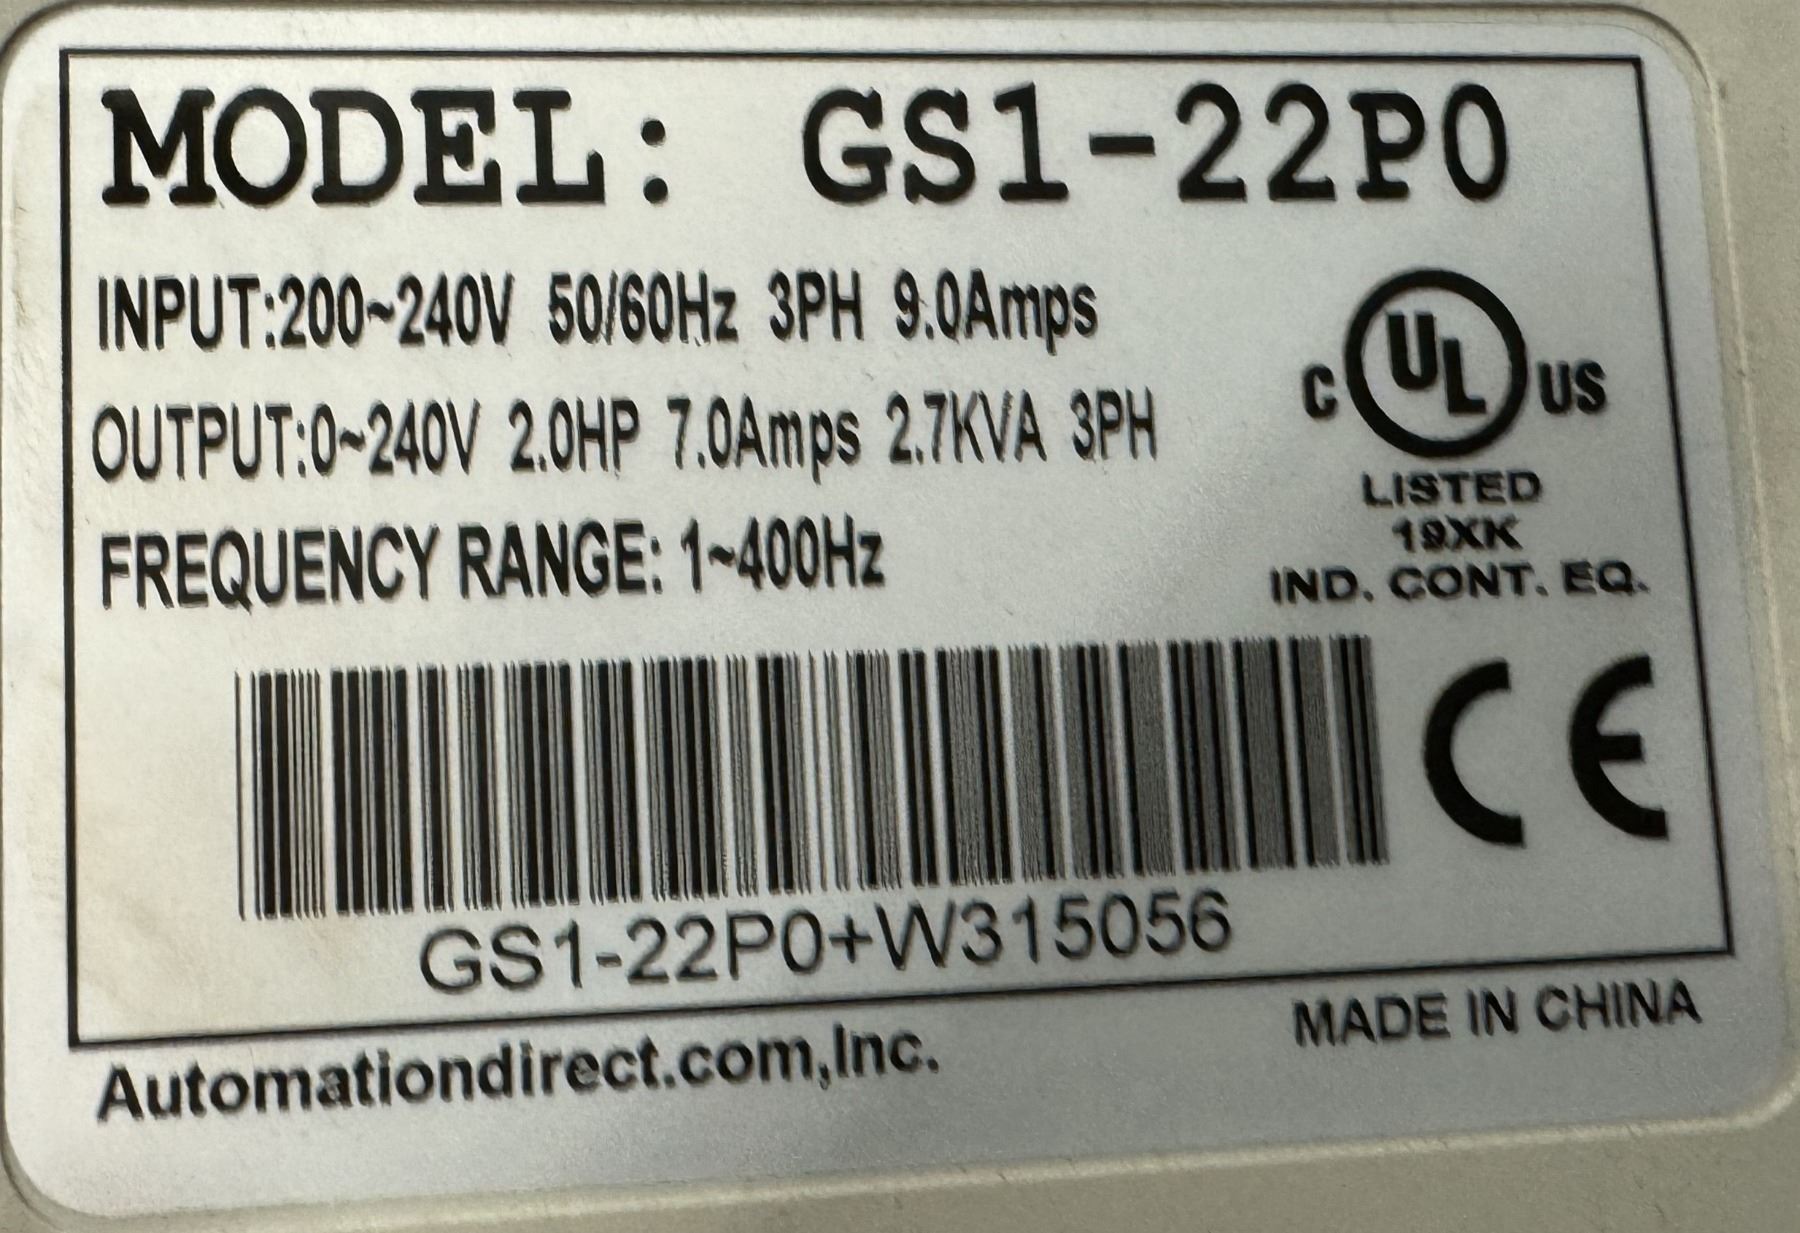 MODEL: GS1-22P0
INPUT:200~240V 50/60Hz 3PH 9.0Amps
OUTPUT:0~240V 2.0HP 7.0Amps 2.7KVA 3PH
FREQUENCY RANGE: 1~400Hz
C UL US
LISTED
19XK
IND. CONT. EQ.
CE
GS1-22P0+W315056
MADE IN CHINA
Automationdirect.com,Inc.